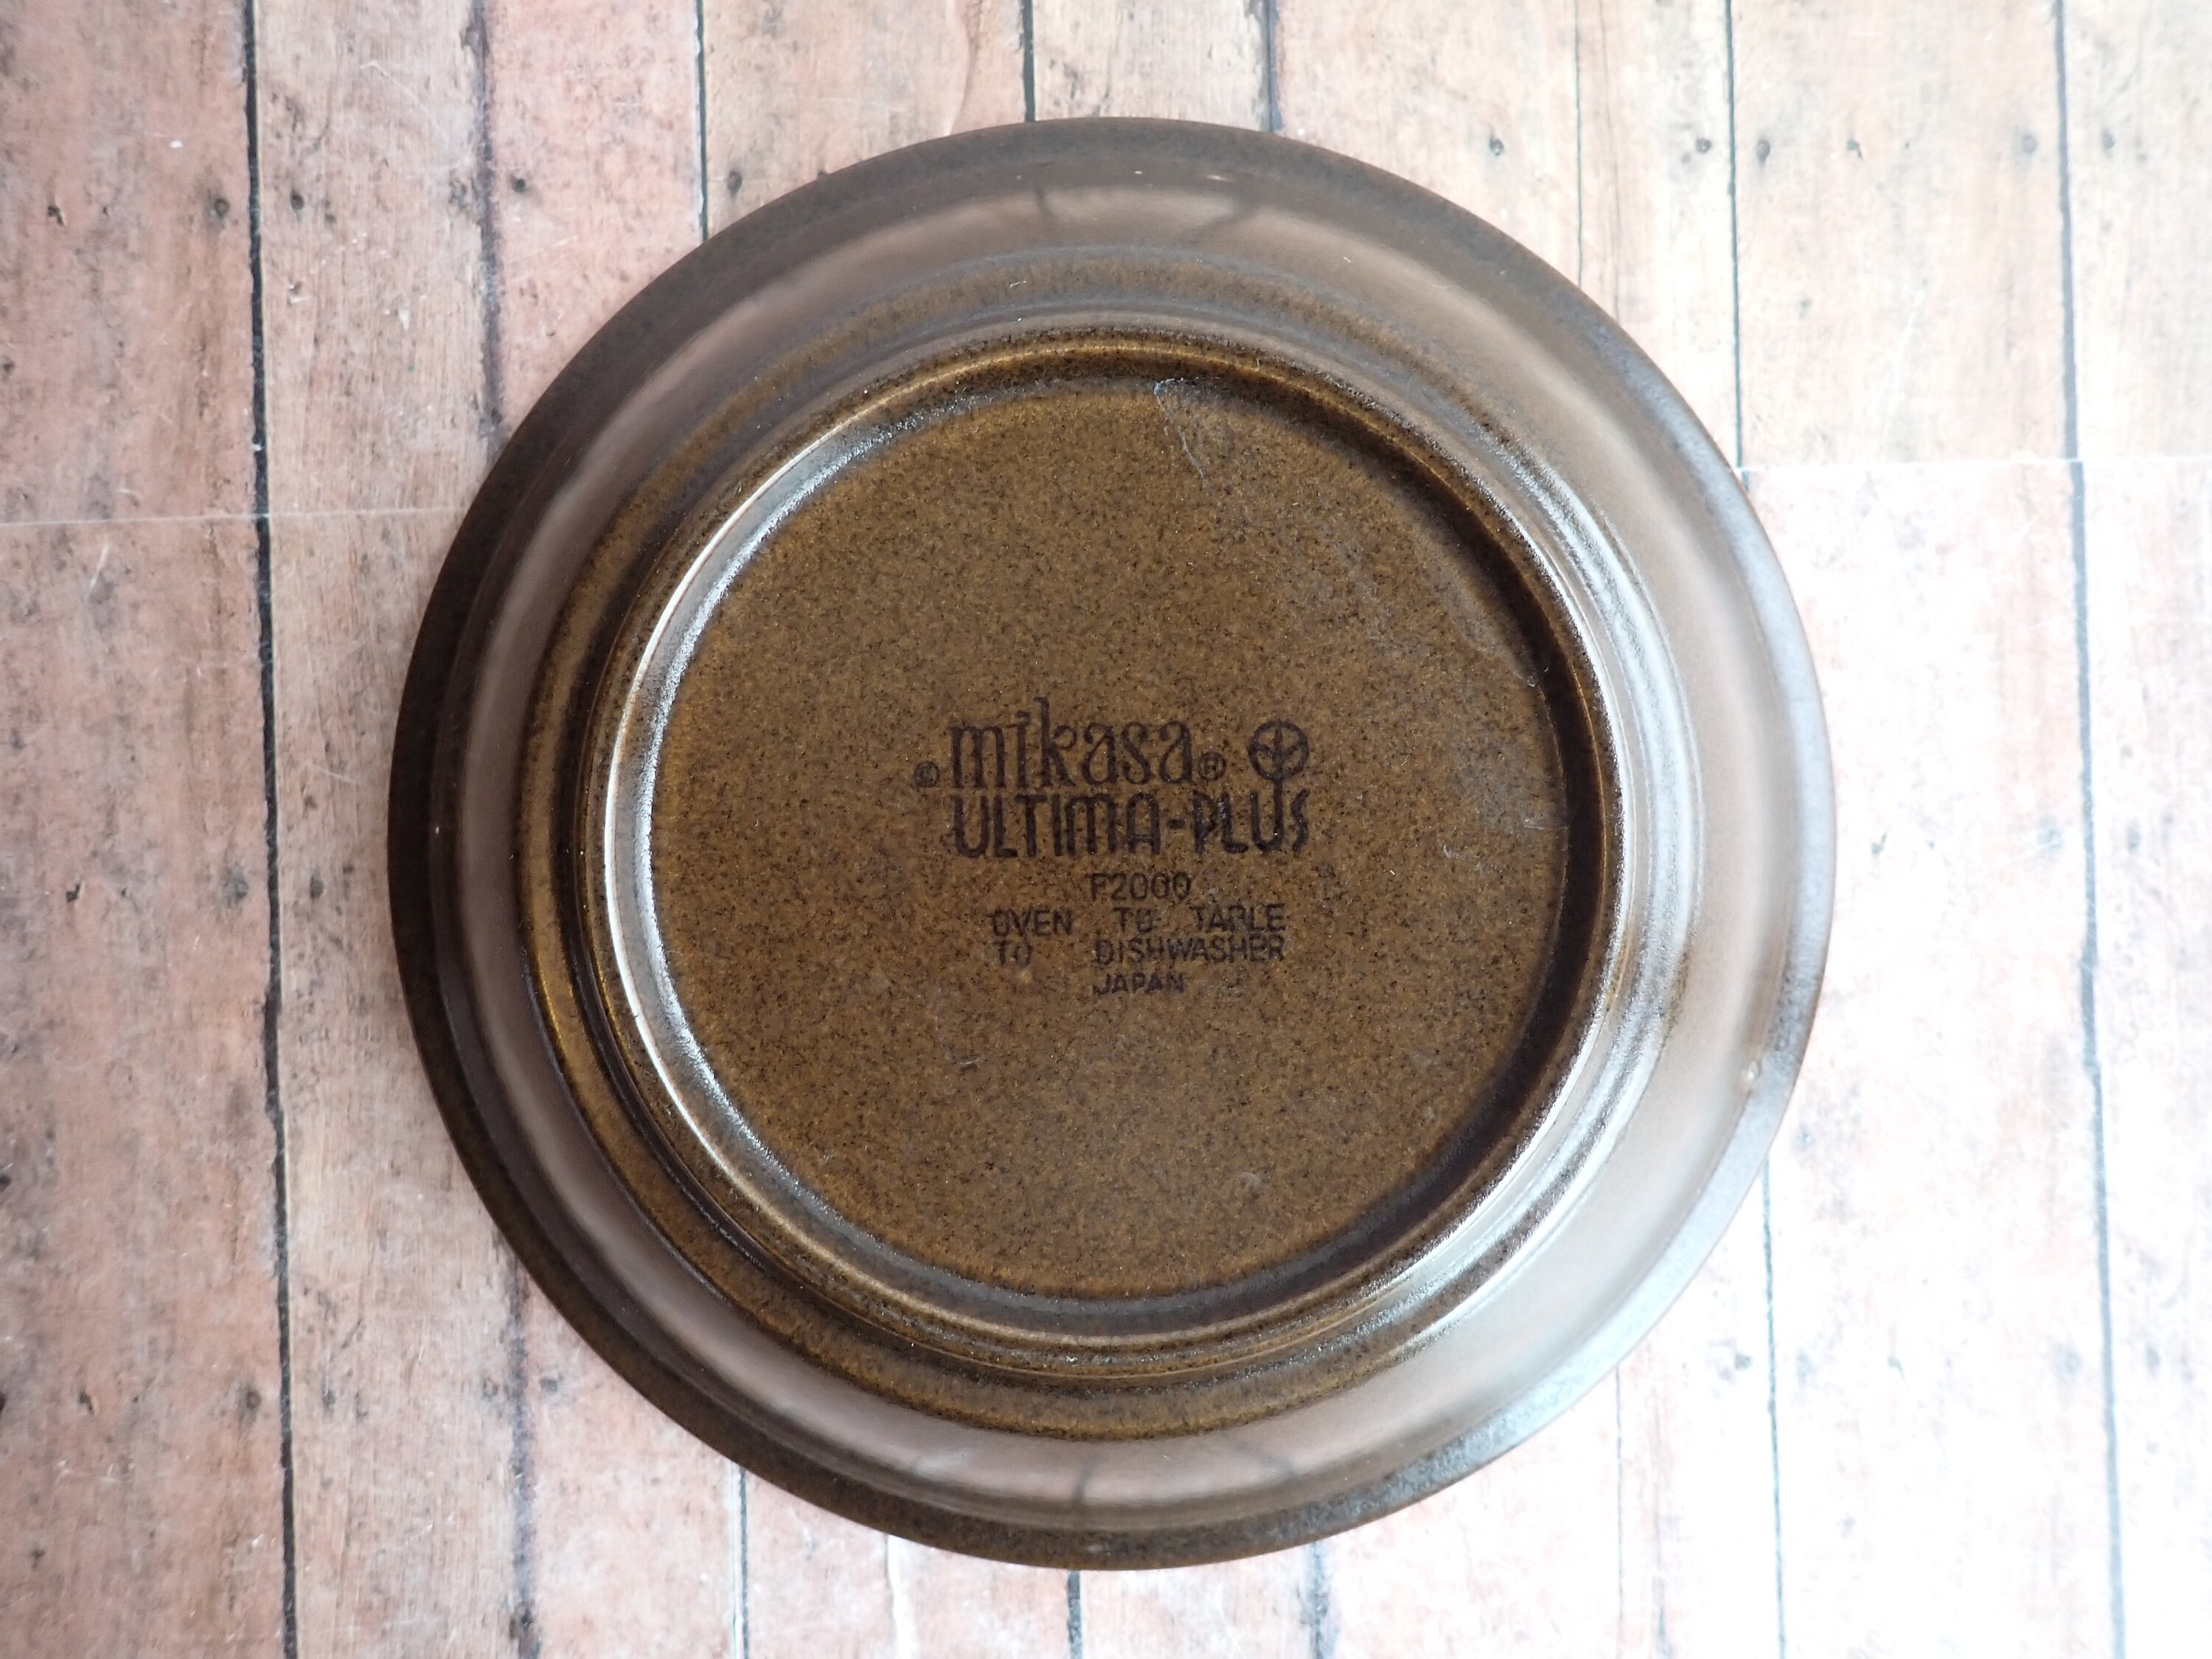 © mikasa ®
ULTIMA-PLUS
F2000
OVEN TO TABLE
TO DISHWASHER
JAPAN